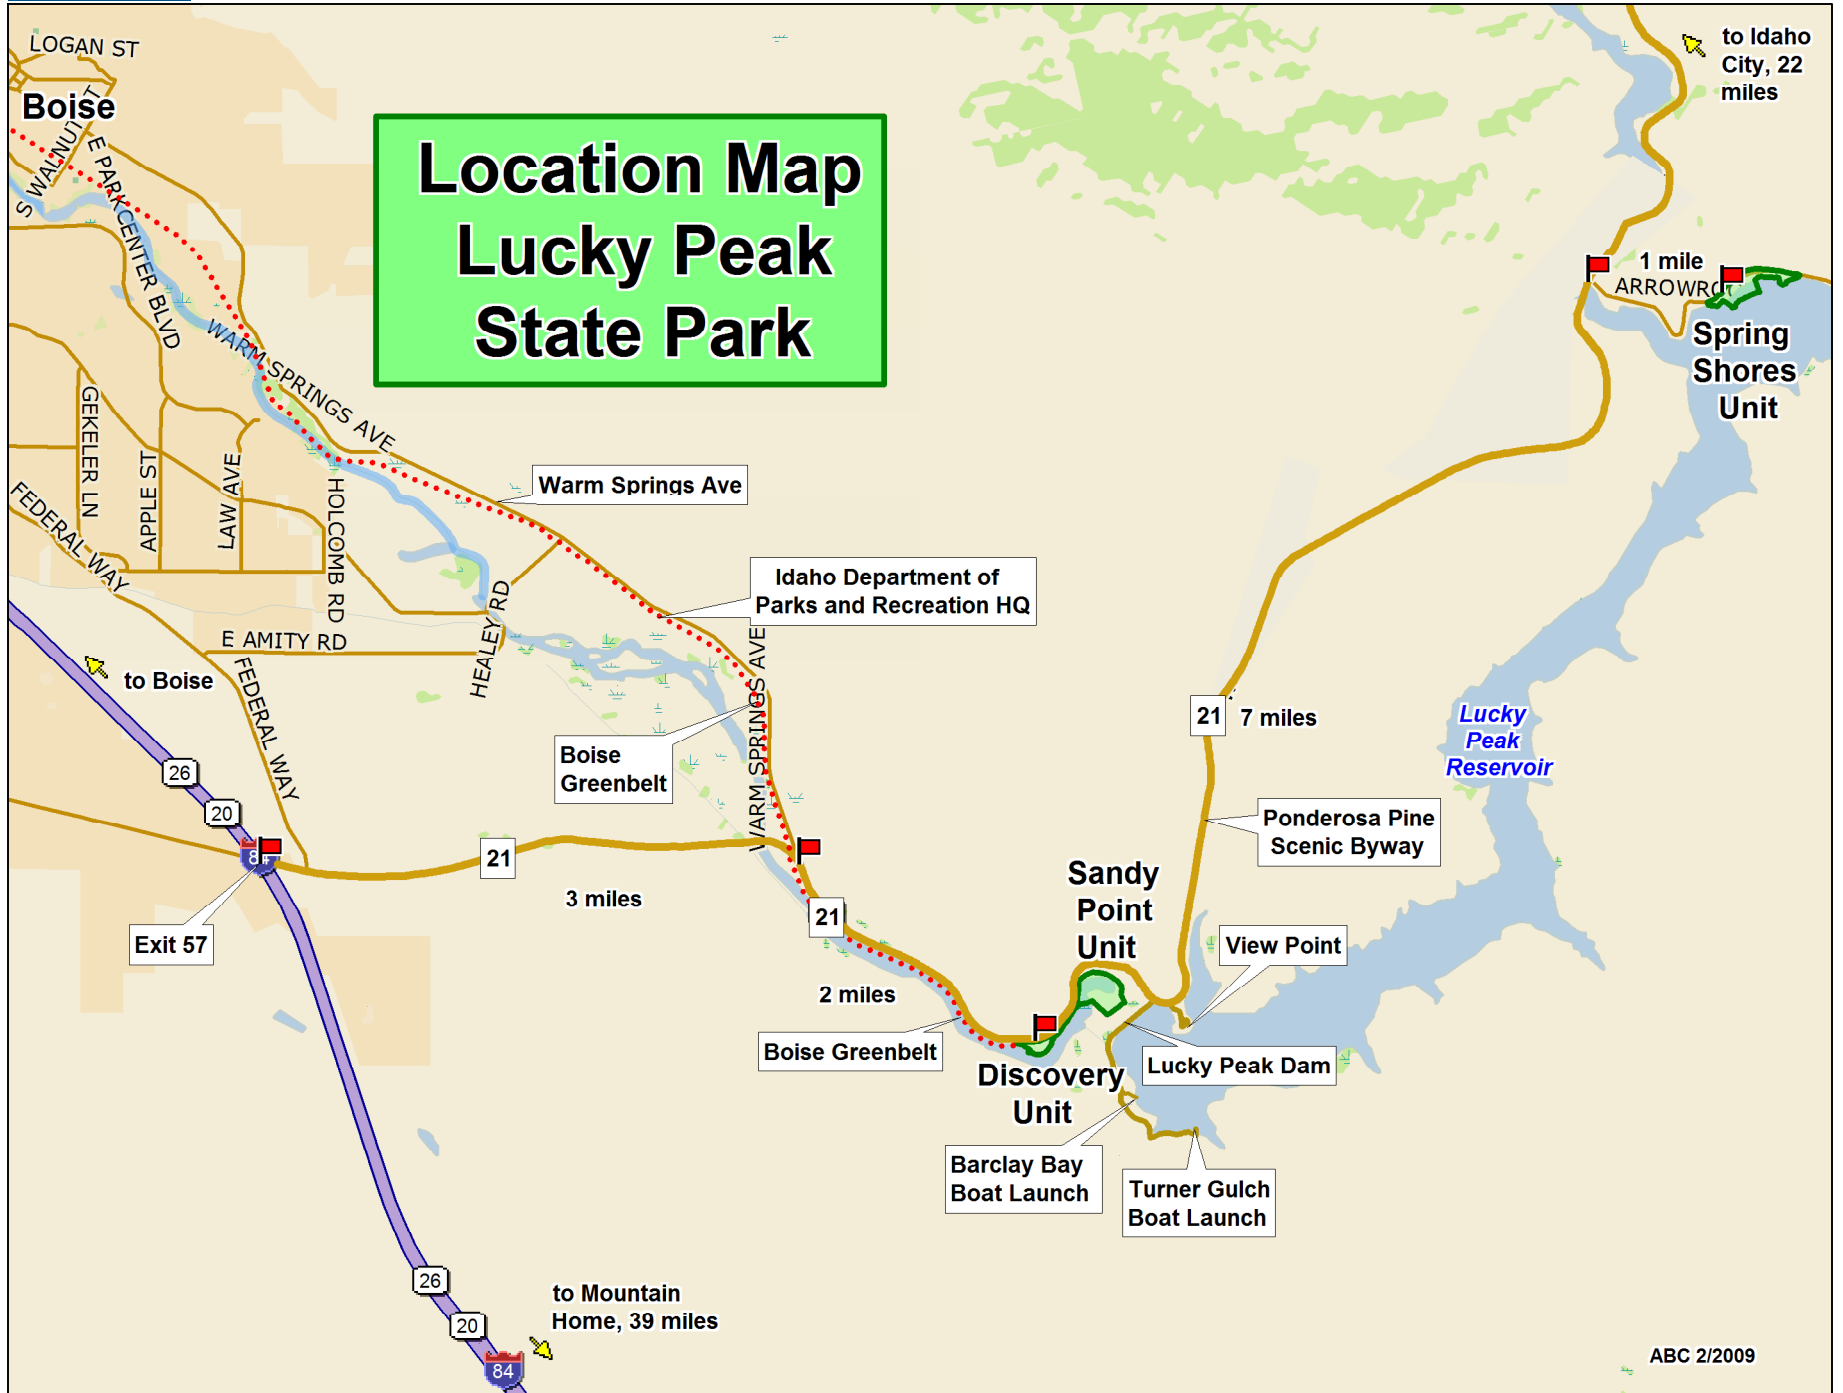 LOGAN ST
Boise
S WALNUT ST
E PARKCENTER BLVD
Location Map
Lucky Peak
State Park
to Idaho
City, 22
miles
1 mile
Spring
Shores
Unit
WARM SPRINGS AVE
GEKELER LN
APPLE ST
LAW AVE
HOLCOMB RD
FEDERAL WAY
Warm Springs Ave
Idaho Department of
Parks and Recreation HQ
E AMITY RD
HEALEY RD
WARM SPRINGS AVE
to Boise
FEDERAL WAY
Boise
Greenbelt
21
7 miles
Lucky
Peak
Reservoir
26
20
84
Exit 57
21
3 miles
21
2 miles
Boise Greenbelt
Ponderosa Pine
Scenic Byway
Sandy
Point
Unit
View Point
Lucky Peak Dam
Discovery
Unit
Barclay Bay
Boat Launch
Turner Gulch
Boat Launch
26
20
84
to Mountain
Home, 39 miles
ABC 2/2009